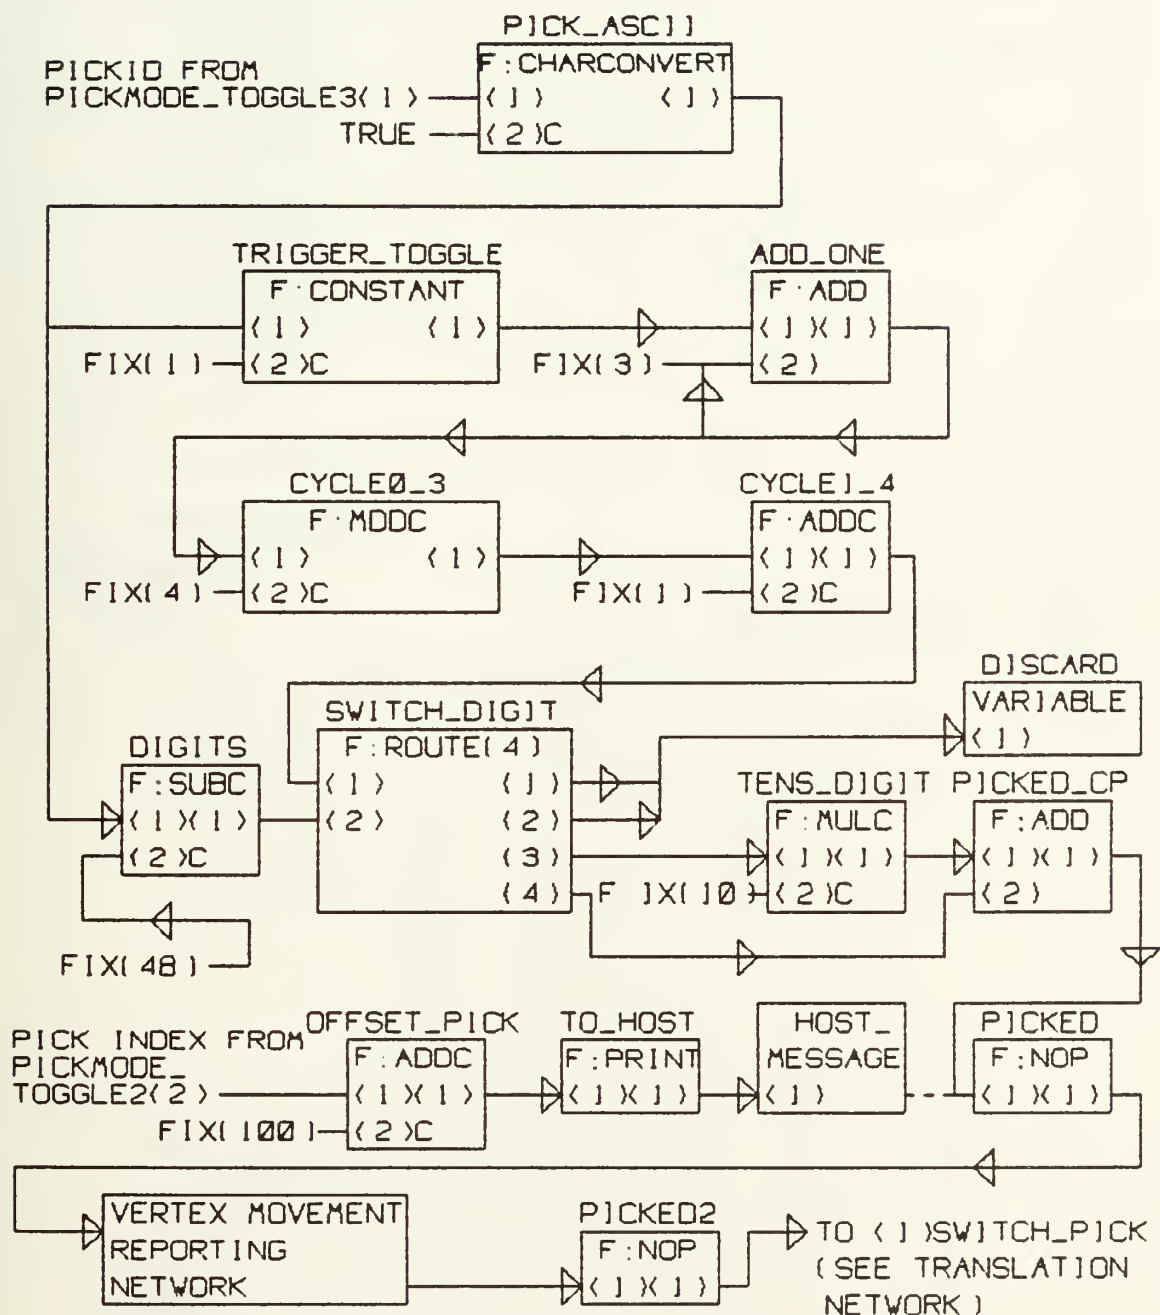 PICK_ASCII
F:CHARCONVERT
PICKID FROM
PICKMODE_TOGGLE3<1>
<1> <1>
TRUE
<2>C
TRIGGER_TOGGLE
ADD_ONE
F:CONSTANT
F:ADD
<1> <1>
<1><1>
FIX(1)
<2>C
FIX(3)
<2>
CYCLE0_3
CYCLE1_4
F:MODC
F:ADDC
<1> <1>
<1><1>
FIX(4)
<2>C
FIX(1)
<2>C
DISCARD
VARIABLE
<1>
SWITCH_DIGIT
F:ROUTE(4)
<1> <1>
<2> <2>
<3>
<4>
DIGITS
F:SUBC
<1><1>
<2>C
FIX(48)
TENS_DIGIT
F:MULC
<1><1>
FIX(10)
<2>C
PICKED_CP
F:ADD
<1><1>
<2>
PICK INDEX FROM
PICKMODE_
TOGGLE2<2>
OFFSET_PICK
F:ADDC
<1><1>
FIX(100)
<2>C
TO_HOST
F:PRINT
<1><1>
HOST_
MESSAGE
<1>
PICKED
F:NOP
<1><1>
VERTEX MOVEMENT
REPORTING
NETWORK
PICKED2
F:NOP
<1><1>
TO <1>SWITCH_PICK
(SEE TRANSLATION
NETWORK)